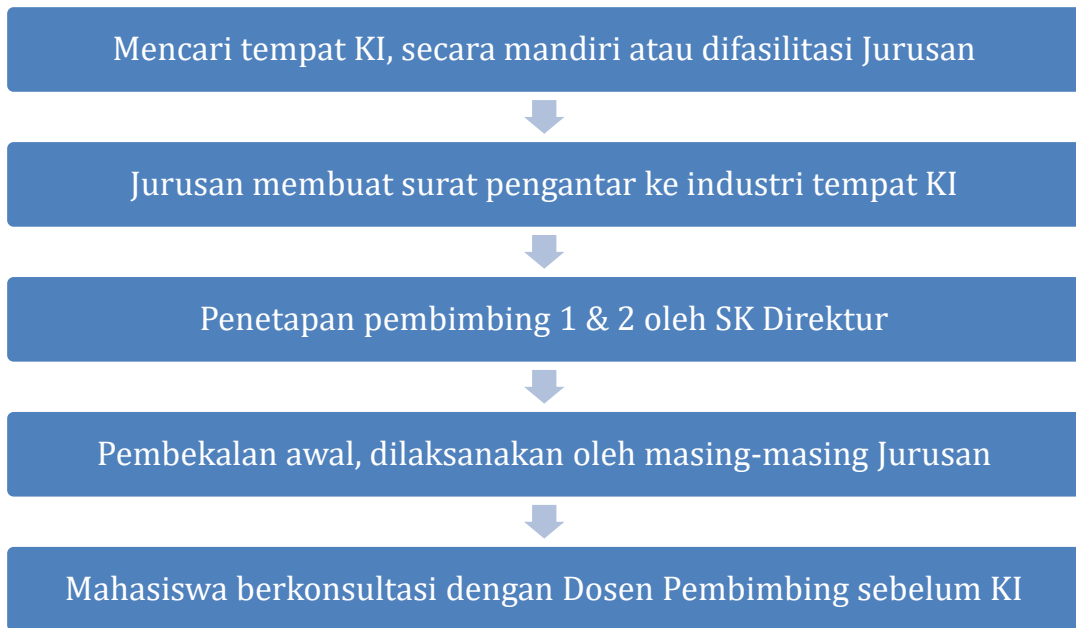 Mencari tempat KI, secara mandiri atau difasilitasi Jurusan
Jurusan membuat surat pengantar ke industri tempat KI
Penetapan pembimbing 1 & 2 oleh SK Direktur
Pembekalan awal, dilaksanakan oleh masing-masing Jurusan
Mahasiswa berkonsultasi dengan Dosen Pembimbing sebelum KI